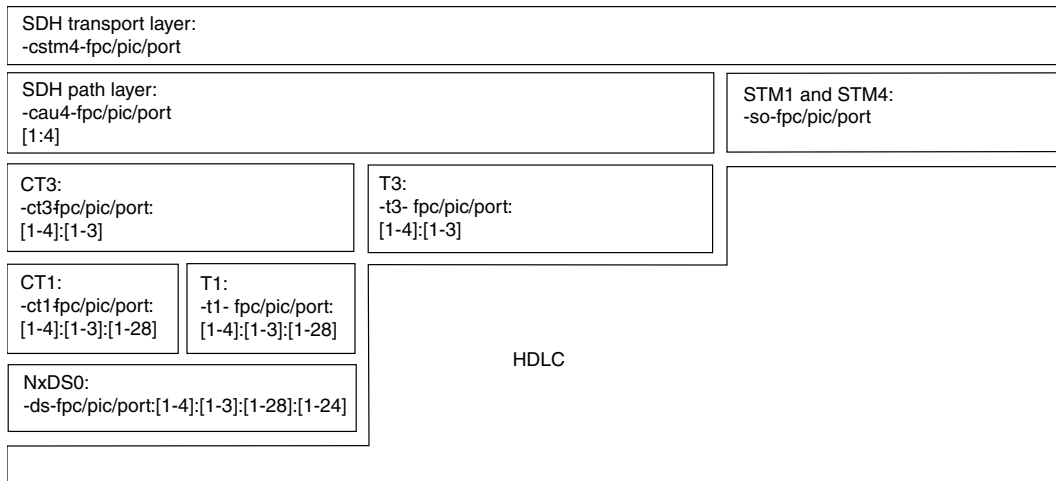 SDH transport layer:
-cstm4-fpc/pic/port
SDH path layer:
-cau4-fpc/pic/port
[1:4]
STM1 and STM4:
-so-fpc/pic/port
CT3:
-ct3-fpc/pic/port:
[1-4]:[1-3]
T3:
-t3- fpc/pic/port:
[1-4]:[1-3]
CT1:
-ct1-fpc/pic/port:
[1-4]:[1-3]:[1-28]
T1:
-t1- fpc/pic/port:
[1-4]:[1-3]:[1-28]
HDLC
NxDS0:
-ds-fpc/pic/port:[1-4]:[1-3]:[1-28]:[1-24]